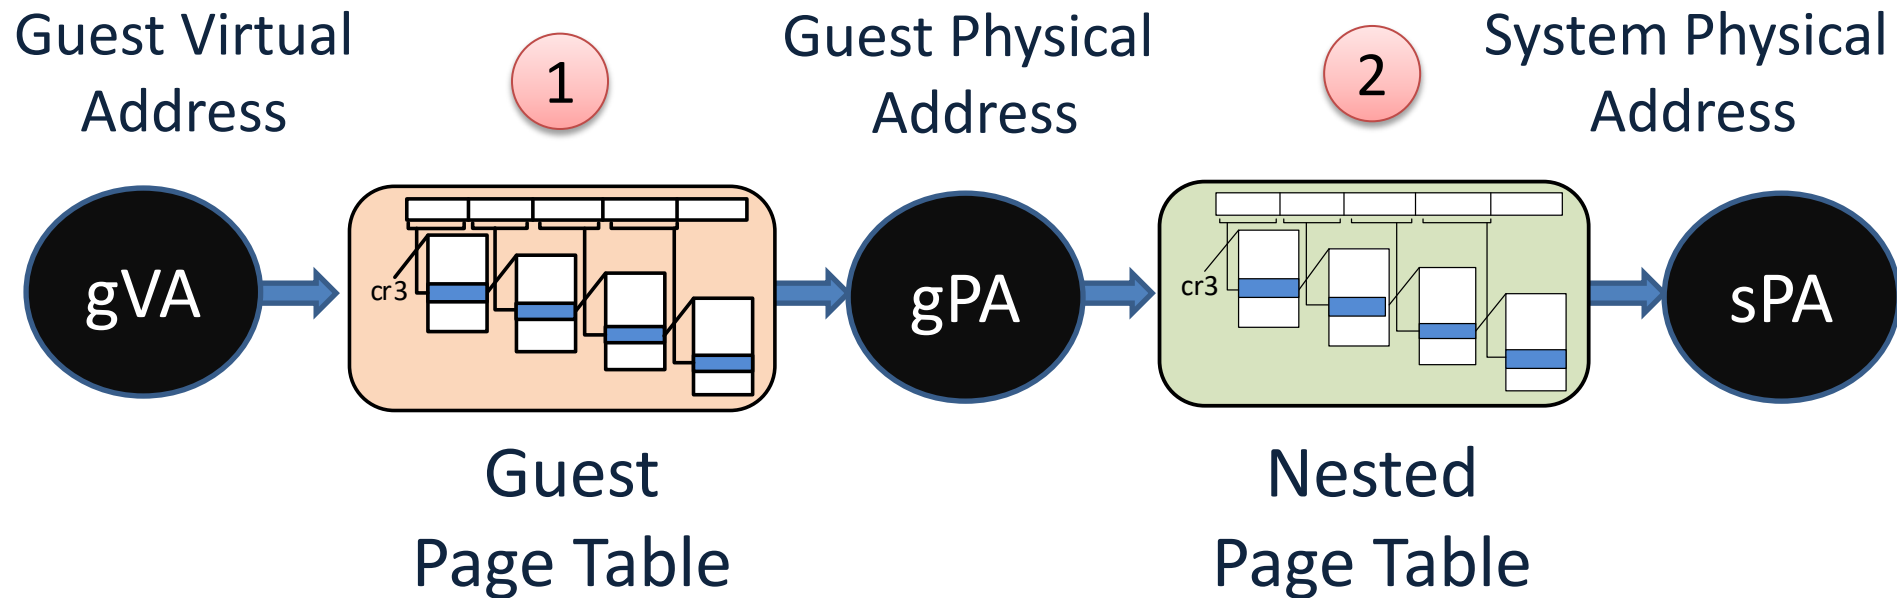 Guest Virtual
Address
1
Guest Physical
Address
2
System Physical
Address
gVA
cr3
gPA
cr3
sPA
Guest
Page Table
Nested
Page Table